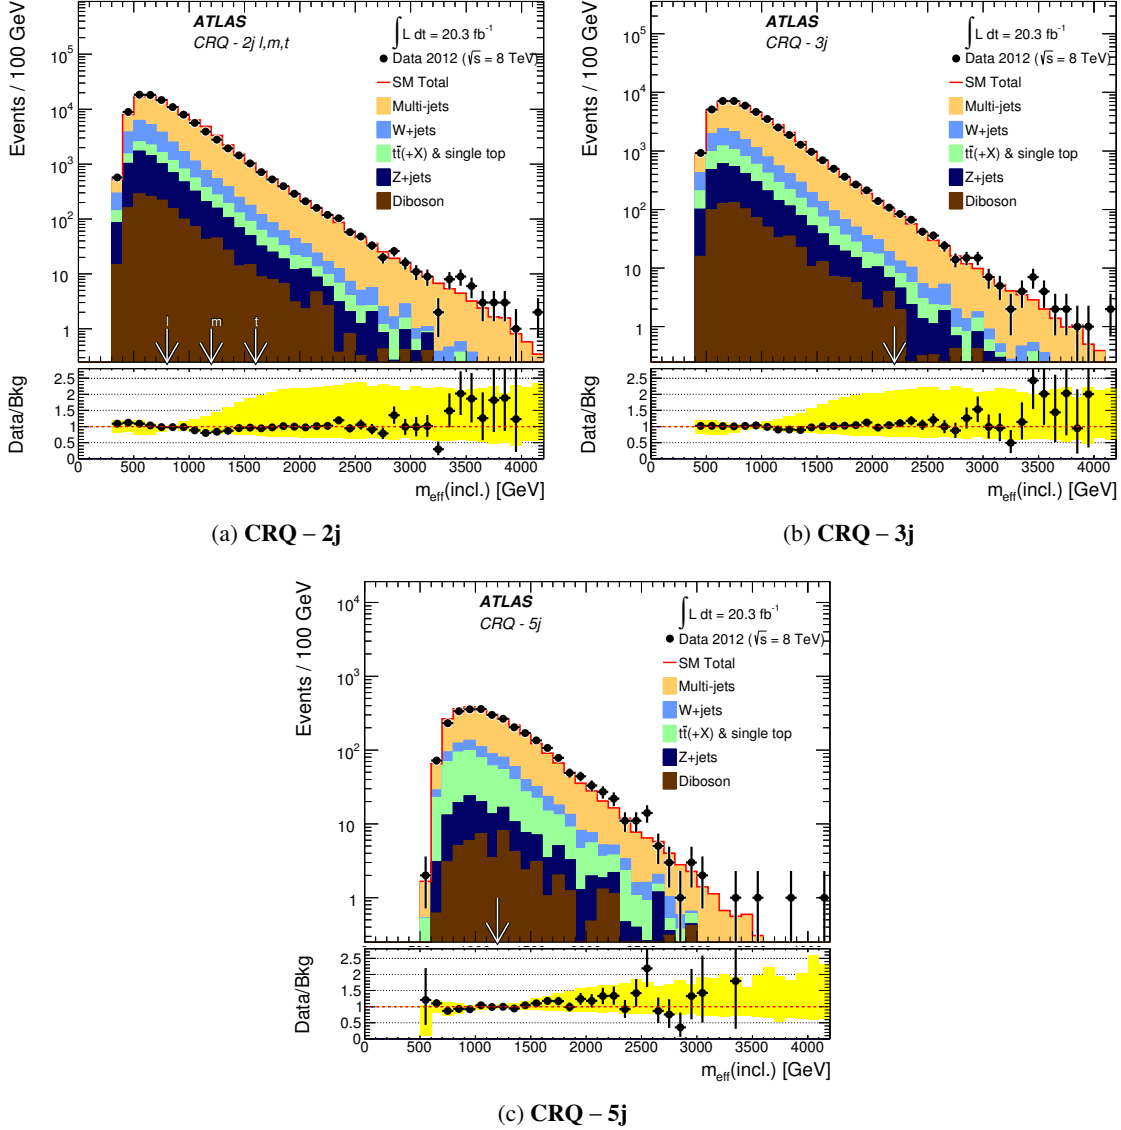 ATLAS
CRQ - 2j l,m,t
∫ L dt = 20.3 fb⁻¹
Data 2012 (√s = 8 TeV)
SM Total
Multi-jets
W+jets
tt̄(+X) & single top
Z+jets
Diboson
Events / 100 GeV
10⁵
10⁴
10³
10²
10
1
l
m
t
Data/Bkg
2.5
2
1.5
1
0.5
0
0 500 1000 1500 2000 2500 3000 3500 4000
m_eff(incl.) [GeV]
(a) CRQ – 2j
ATLAS
CRQ - 3j
∫ L dt = 20.3 fb⁻¹
Data 2012 (√s = 8 TeV)
SM Total
Multi-jets
W+jets
tt̄(+X) & single top
Z+jets
Diboson
Events / 100 GeV
10⁵
10⁴
10³
10²
10
1
Data/Bkg
2.5
2
1.5
1
0.5
0
0 500 1000 1500 2000 2500 3000 3500 4000
m_eff(incl.) [GeV]
(b) CRQ – 3j
ATLAS
CRQ - 5j
∫ L dt = 20.3 fb⁻¹
Data 2012 (√s = 8 TeV)
SM Total
Multi-jets
W+jets
tt̄(+X) & single top
Z+jets
Diboson
Events / 100 GeV
10⁴
10³
10²
10
1
Data/Bkg
2.5
2
1.5
1
0.5
0
0 500 1000 1500 2000 2500 3000 3500 4000
m_eff(incl.) [GeV]
(c) CRQ – 5j